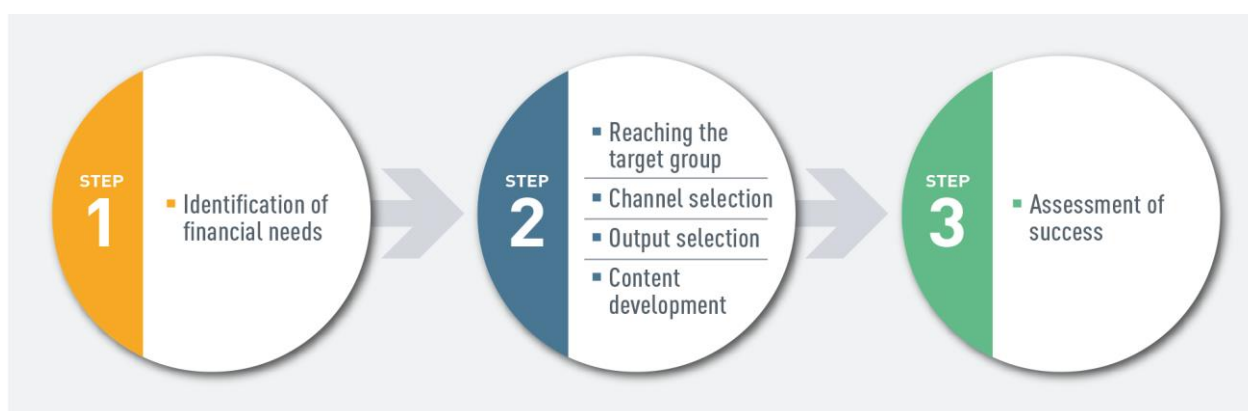 STEP
1
▪ Identification of
financial needs
STEP
2
▪ Reaching the
target group
▪ Channel selection
▪ Output selection
▪ Content
development
STEP
3
▪ Assessment of
success